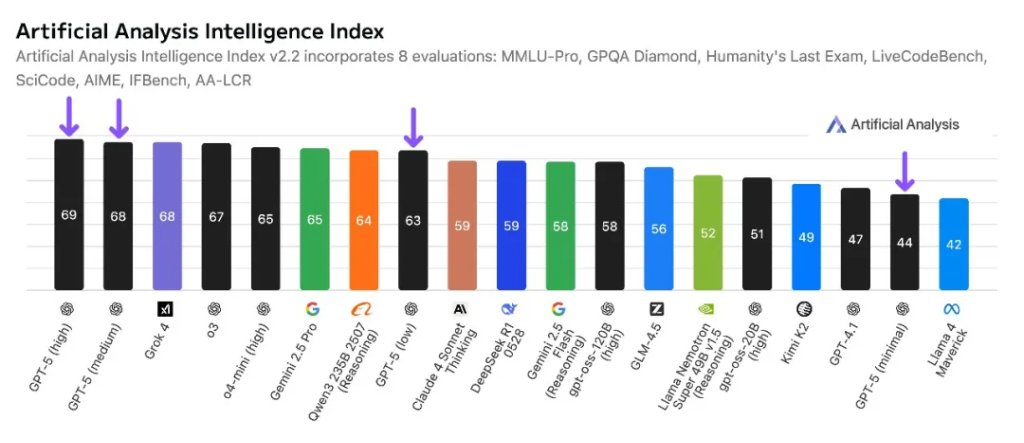 Artificial Analysis Intelligence Index
Artificial Analysis Intelligence Index v2.2 incorporates 8 evaluations: MMLU-Pro, GPQA Diamond, Humanity's Last Exam, LiveCodeBench,
SciCode, AIME, IFBench, AA-LCR
Artificial Analysis
69
68
68
67
65
65
64
63
59
59
58
58
56
52
51
49
47
44
42
GPT-5 (high)
GPT-5 (medium)
Grok 4
o3
o4-mini (high)
Gemini 2.5 Pro
Qwen3 235B 2507
(Reasoning)
GPT-5 (low)
Claude 4 Sonnet
Thinking
DeepSeek R1
0528
Gemini 2.5
Flash
(Reasoning)
gpt-oss-120B
(high)
GLM-4.5
Llama Nemotron
Super 49B v1.5
(Reasoning)
gpt-oss-20B
(high)
Kimi K2
GPT-4.1
GPT-5 (minimal)
Llama 4
Maverick